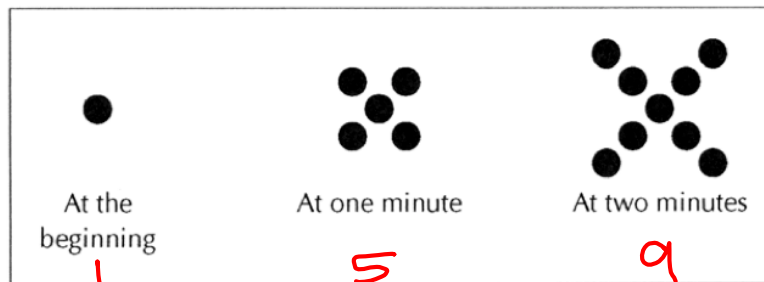 At the
beginning
At one minute
At two minutes
1
5
9